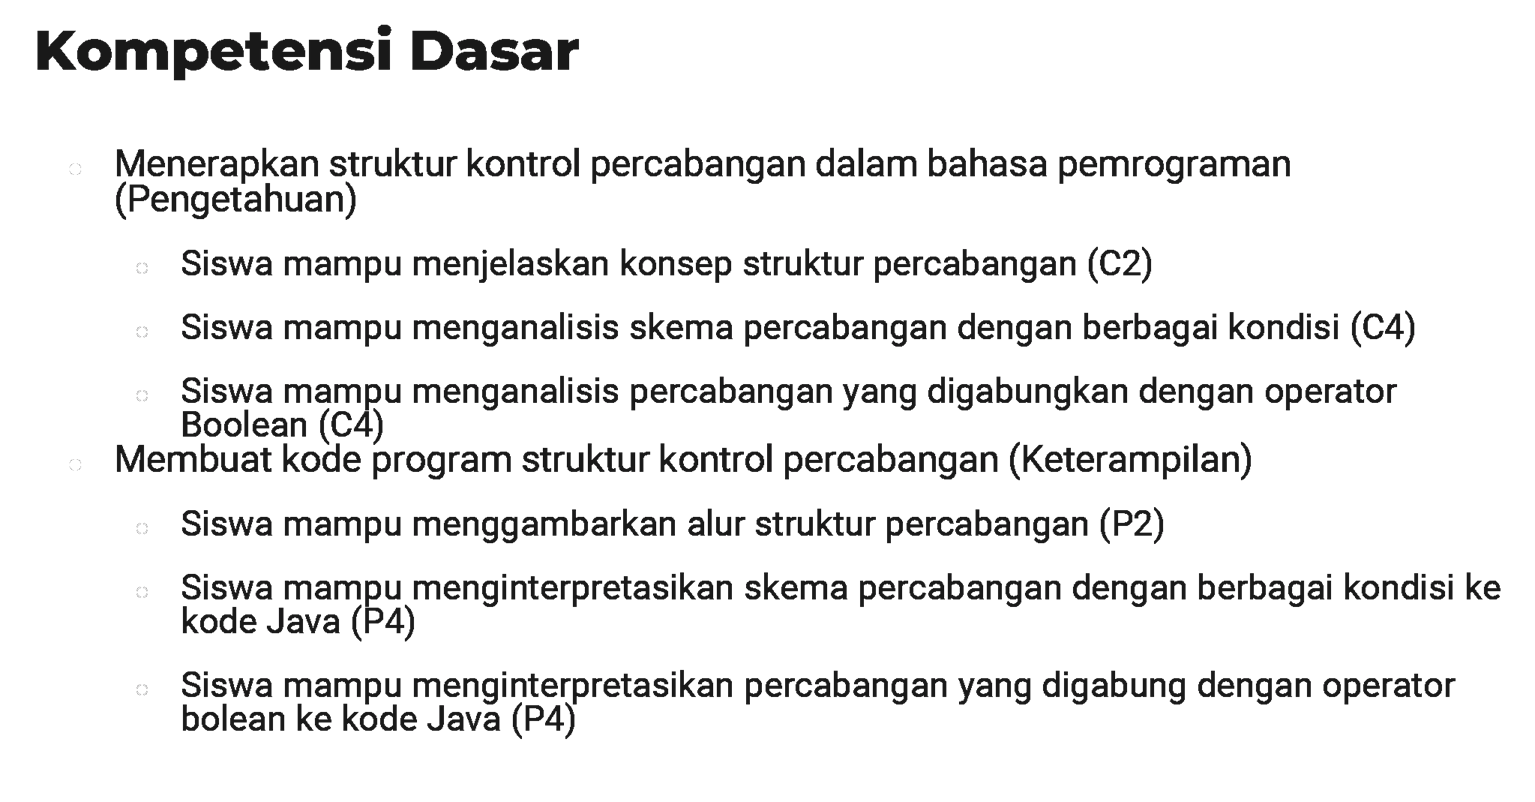 Kompetensi Dasar
Menerapkan struktur kontrol percabangan dalam bahasa pemrograman
(Pengetahuan)
Siswa mampu menjelaskan konsep struktur percabangan (C2)
Siswa mampu menganalisis skema percabangan dengan berbagai kondisi (C4)
Siswa mampu menganalisis percabangan yang digabungkan dengan operator
Boolean (C4)
Membuat kode program struktur kontrol percabangan (Keterampilan)
Siswa mampu menggambarkan alur struktur percabangan (P2)
Siswa mampu menginterpretasikan skema percabangan dengan berbagai kondisi ke
kode Java (P4)
Siswa mampu menginterpretasikan percabangan yang digabung dengan operator
bolean ke kode Java (P4)